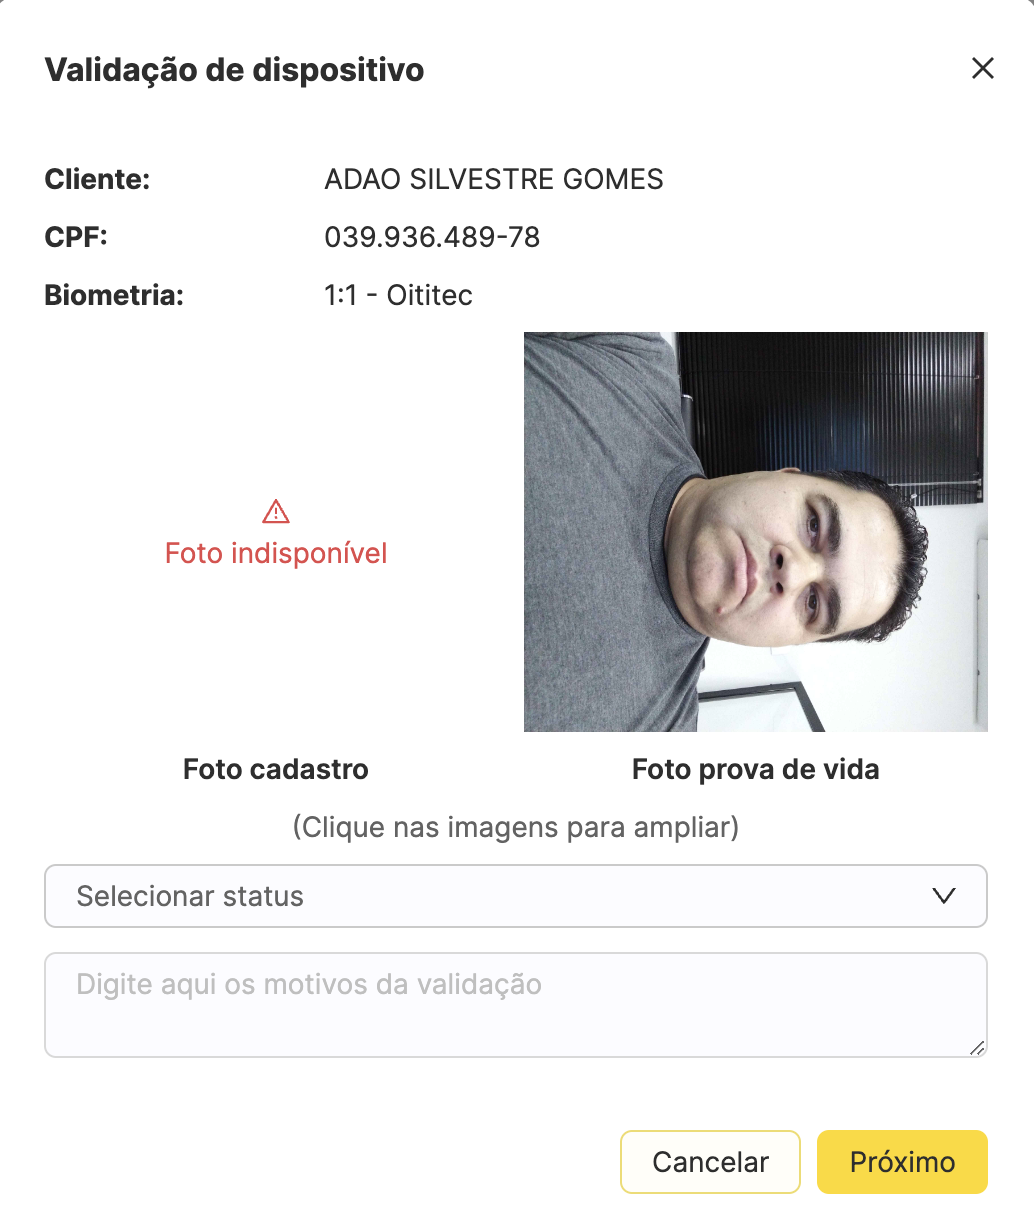 Validação de dispositivo
Cliente: ADAO SILVESTRE GOMES
CPF: 039.936.489-78
Biometria: 1:1 - Oititec
Foto indisponível
Foto cadastro Foto prova de vida
(Clique nas imagens para ampliar)
Selecionar status
Digite aqui os motivos da validação
Cancelar Próximo